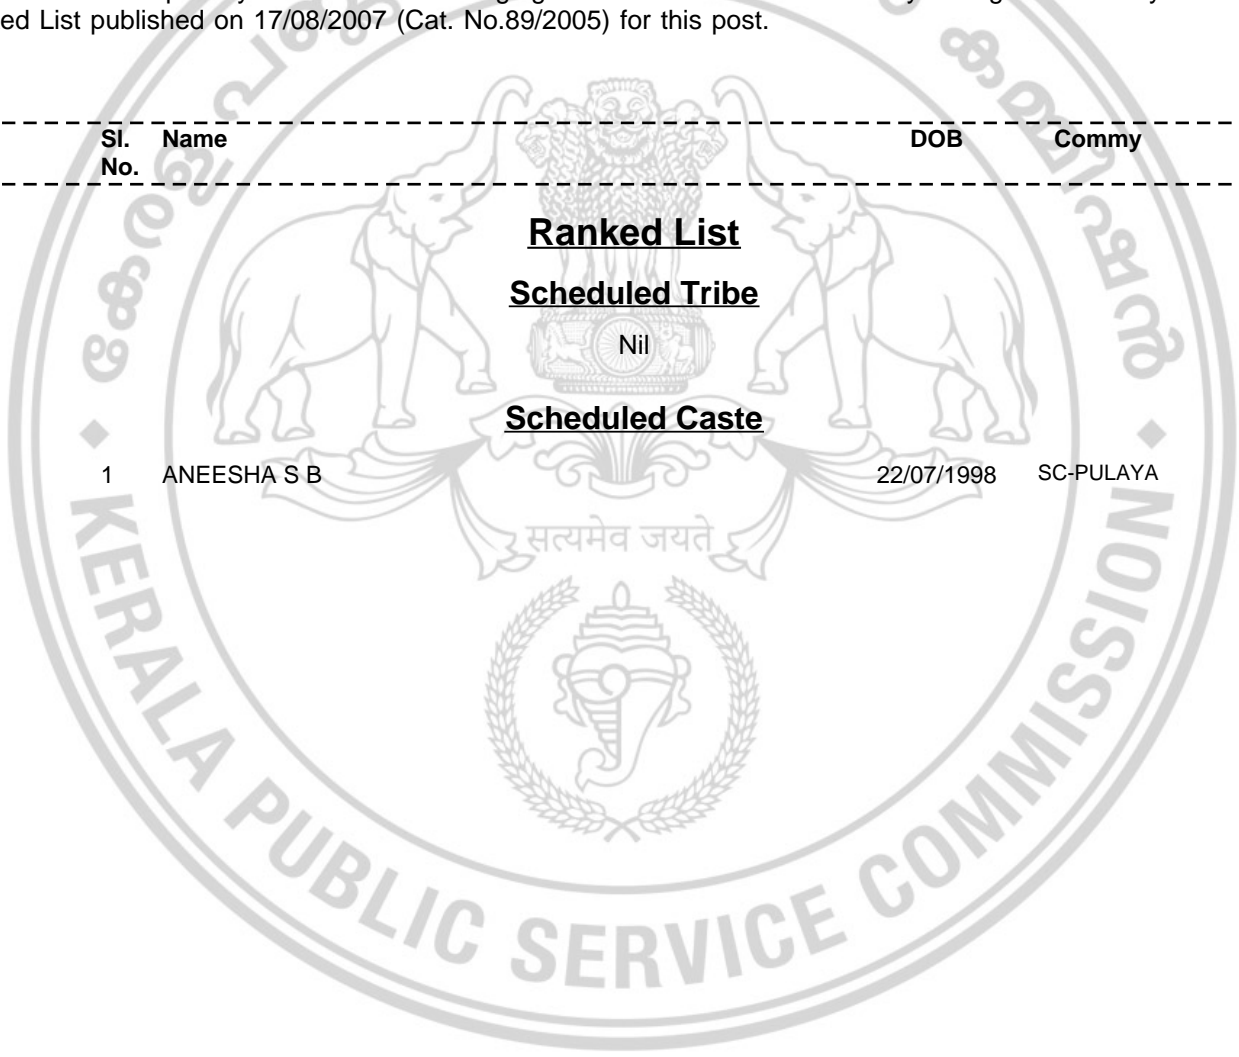 ed List published on 17/08/2007 (Cat. No.89/2005) for this post.
Sl. No. Name DOB Commy
Ranked List
Scheduled Tribe
Nil
Scheduled Caste
1 ANEESHA S B 22/07/1998 SC-PULAYA
सत्यमेव जयते
KERALA PUBLIC SERVICE COMMISSION